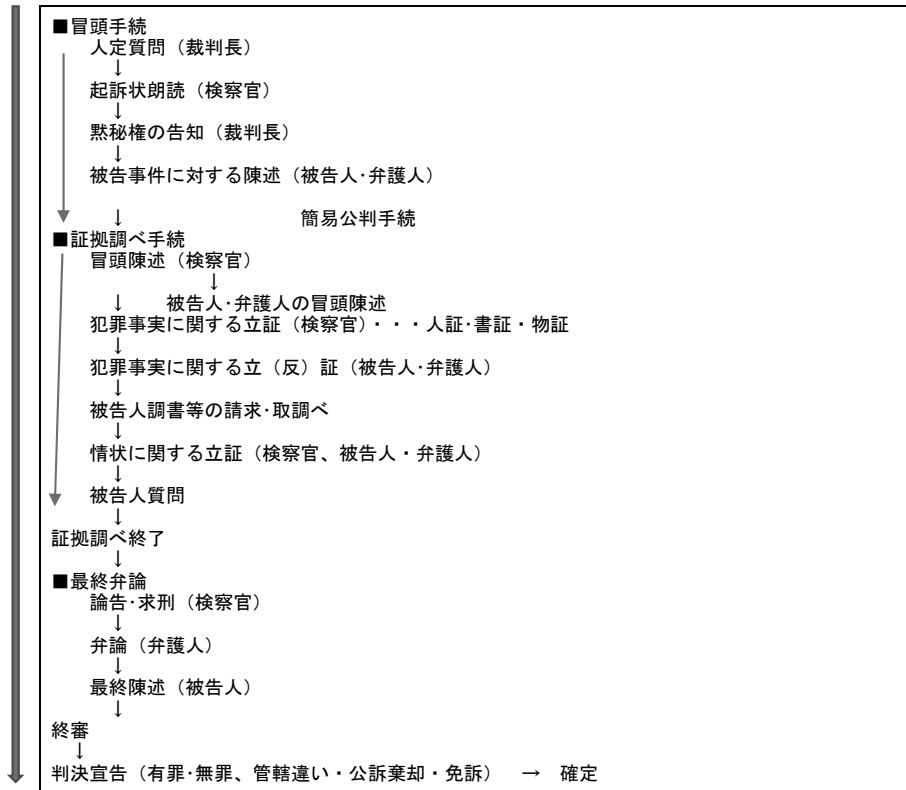 ■冒頭手続
人定質問（裁判長）
↓
起訴状朗読（検察官）
↓
黙秘権の告知（裁判長）
↓
被告事件に対する陳述（被告人･弁護人）
↓ 簡易公判手続
■証拠調べ手続
冒頭陳述（検察官）
↓
↓ 被告人･弁護人の冒頭陳述
犯罪事実に関する立証（検察官）・・・人証･書証・物証
↓
犯罪事実に関する立（反）証（被告人･弁護人）
↓
被告人調書等の請求･取調べ
↓
情状に関する立証（検察官、被告人・弁護人）
↓
被告人質問
↓
証拠調べ終了
↓
■最終弁論
論告･求刑（検察官）
↓
弁論（弁護人）
↓
最終陳述（被告人）
↓
終審
↓
判決宣告（有罪･無罪、管轄違い・公訴棄却・免訴） → 確定